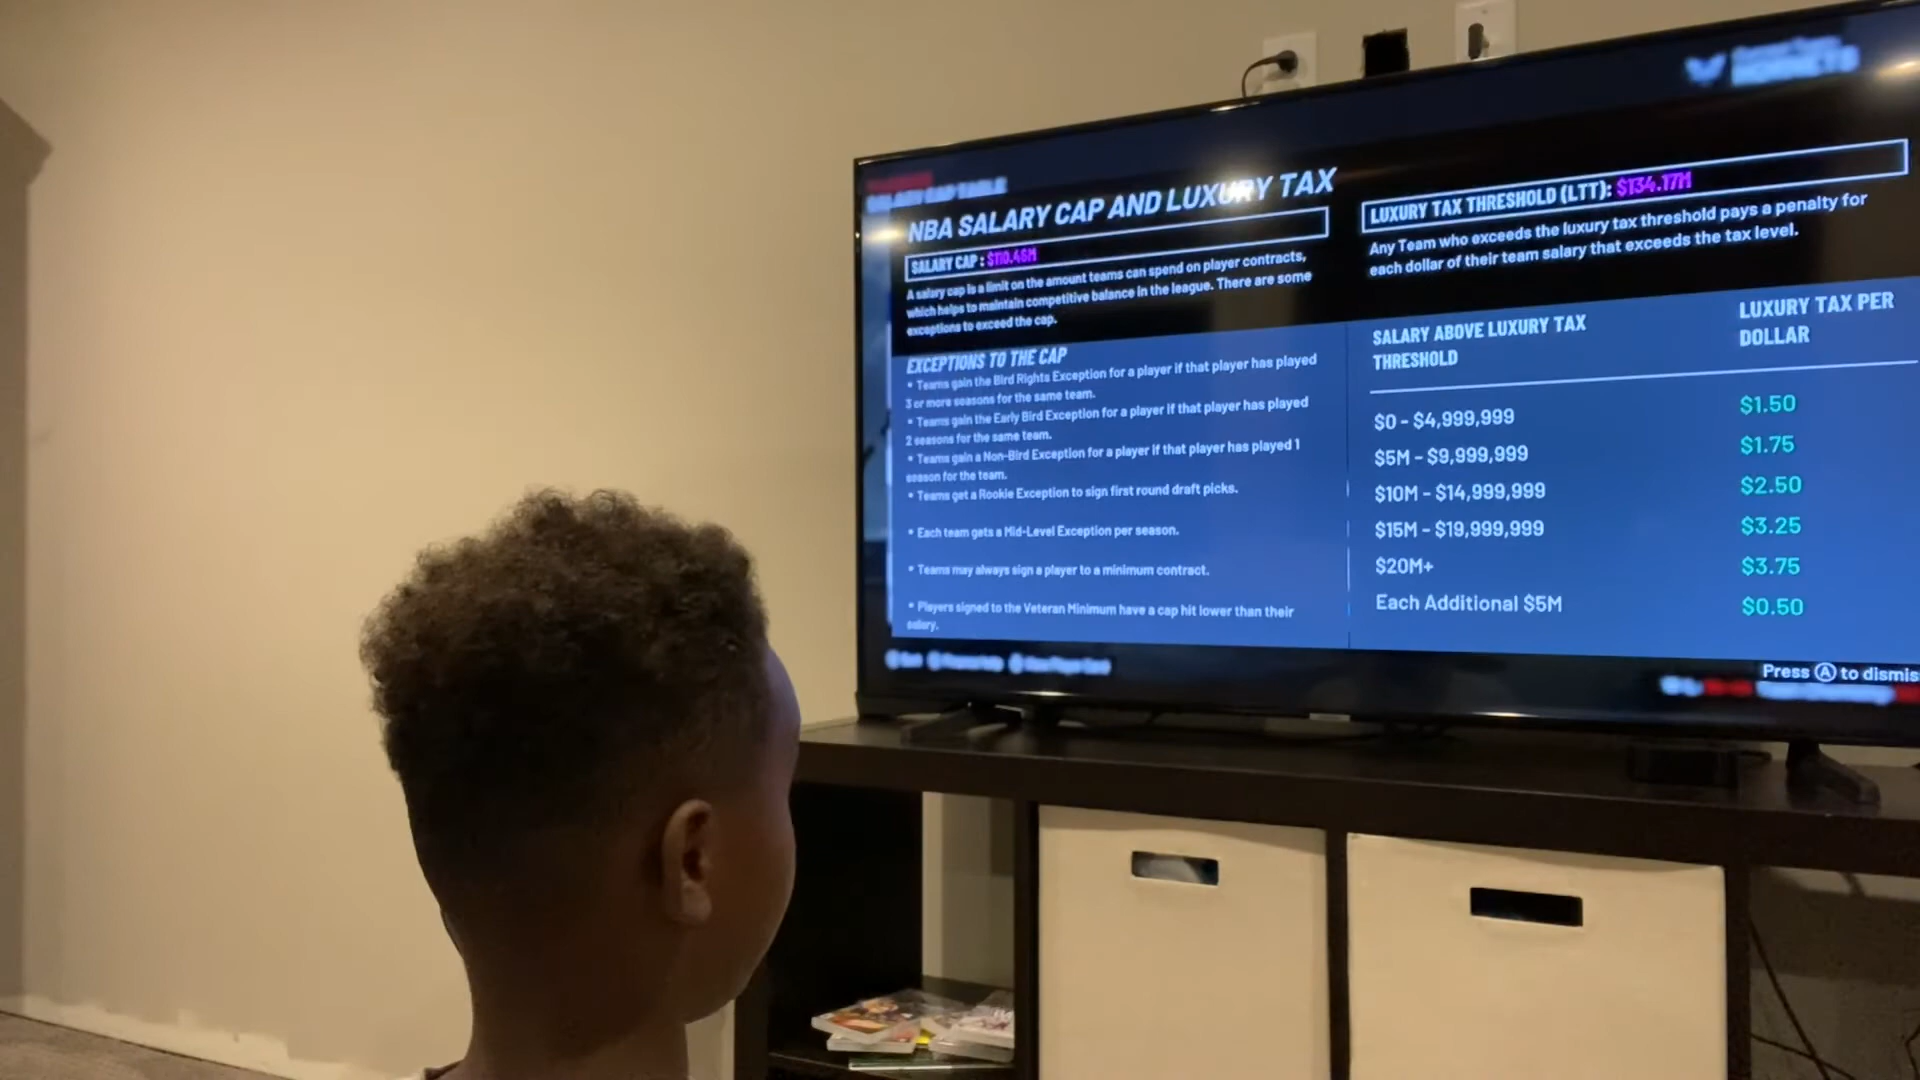 SALARY CAP TABLE
HORNETS
NBA SALARY CAP AND LUXURY TAX
SALARY CAP : $110.46M
A salary cap is a limit on the amount teams can spend on player contracts,
which helps to maintain competitive balance in the league. There are some
exceptions to exceed the cap.
EXCEPTIONS TO THE CAP
• Teams gain the Bird Rights Exception for a player if that player has played
3 or more seasons for the same team.
• Teams gain the Early Bird Exception for a player if that player has played
2 seasons for the same team.
• Teams gain a Non-Bird Exception for a player if that player has played 1
season for the team.
• Teams get a Rookie Exception to sign first round draft picks.
• Each team gets a Mid-Level Exception per season.
• Teams may always sign a player to a minimum contract.
• Players signed to the Veteran Minimum have a cap hit lower than their
salary.
LUXURY TAX THRESHOLD (LTT): $134.17M
Any Team who exceeds the luxury tax threshold pays a penalty for
each dollar of their team salary that exceeds the tax level.
SALARY ABOVE LUXURY TAX
THRESHOLD
LUXURY TAX PER
DOLLAR
$0 - $4,999,999 $1.50
$5M - $9,999,999 $1.75
$10M - $14,999,999 $2.50
$15M - $19,999,999 $3.25
$20M+ $3.75
Each Additional $5M $0.50
Press A to dismis